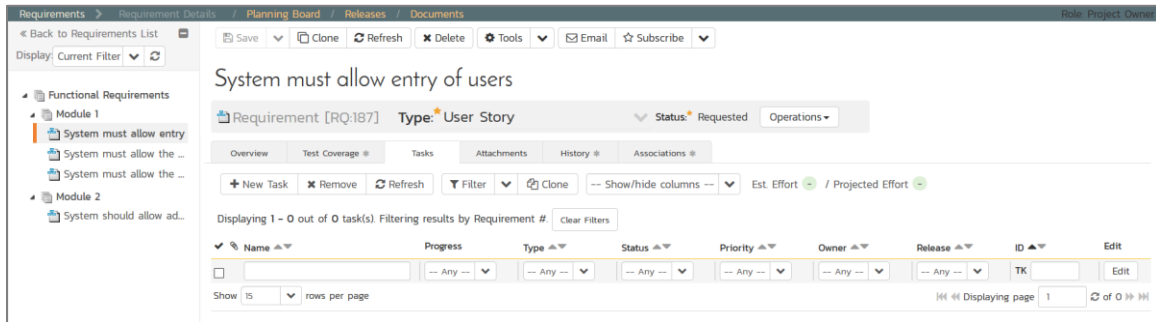 Requirements > Requirement Details / Planning Board / Releases / Documents Role: Project Owner
« Back to Requirements List
Display: Current Filter
Functional Requirements
Module 1
System must allow entry
System must allow the ...
System must allow the ...
Module 2
System should allow ad...
Save Clone Refresh Delete Tools Email Subscribe
System must allow entry of users
Requirement [RQ:187] Type:* User Story Status:* Requested Operations
Overview Test Coverage Tasks Attachments History Associations
+ New Task Remove Refresh Filter Clone -- Show/hide columns -- Est. Effort - / Projected Effort -
Displaying 1 - 0 out of 0 task(s). Filtering results by Requirement #. Clear Filters
Name Progress Type Status Priority Owner Release ID Edit
-- Any -- -- Any -- -- Any -- -- Any -- -- Any -- -- Any -- TK Edit
Show 15 rows per page Displaying page 1 of 0